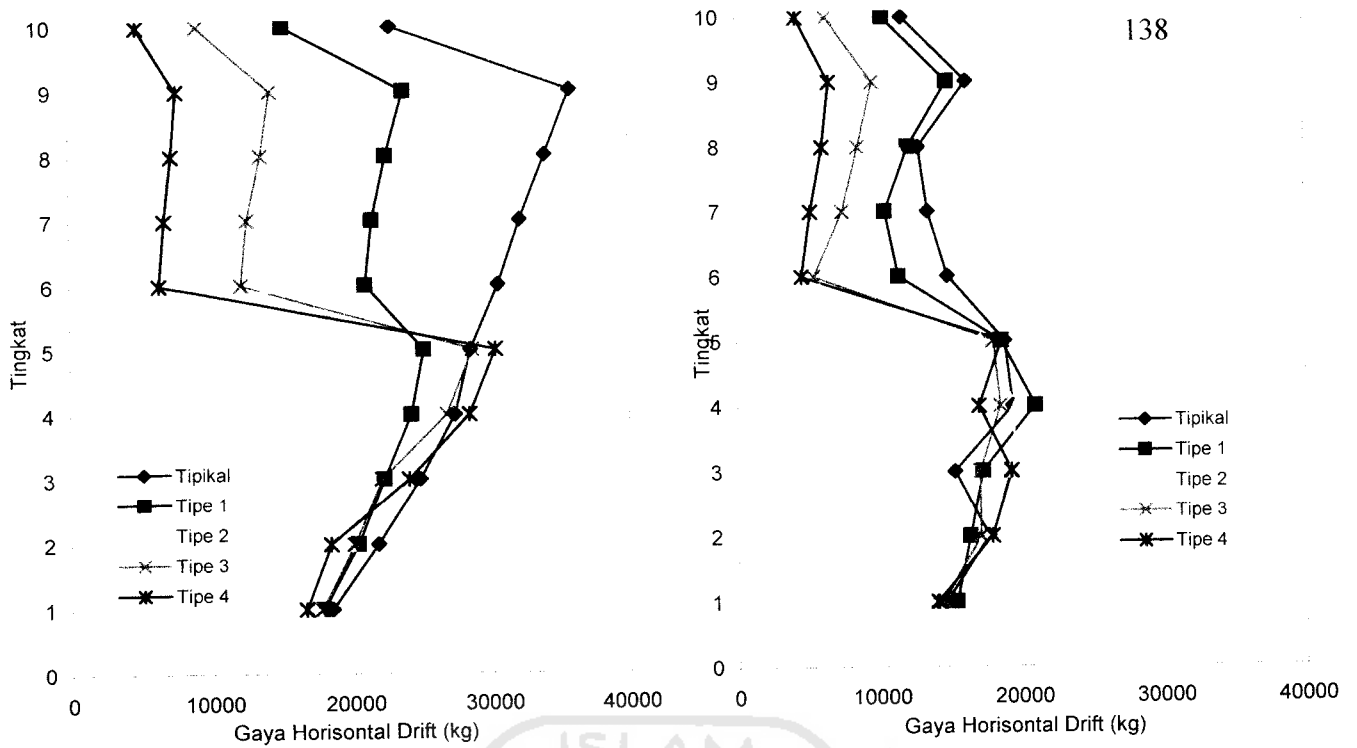 138
10
9
8
7
6
5
4
3
2
1
0
Tingkat
Tipikal
Tipe 1
Tipe 2
Tipe 3
Tipe 4
0 10000 20000 30000 40000
Gaya Horisontal Drift (kg)
10
9
8
7
6
5
4
3
2
1
0
Tingkat
Tipikal
Tipe 1
Tipe 2
Tipe 3
Tipe 4
0 10000 20000 30000 40000
Gaya Horisontal Drift (kg)
ISLAM